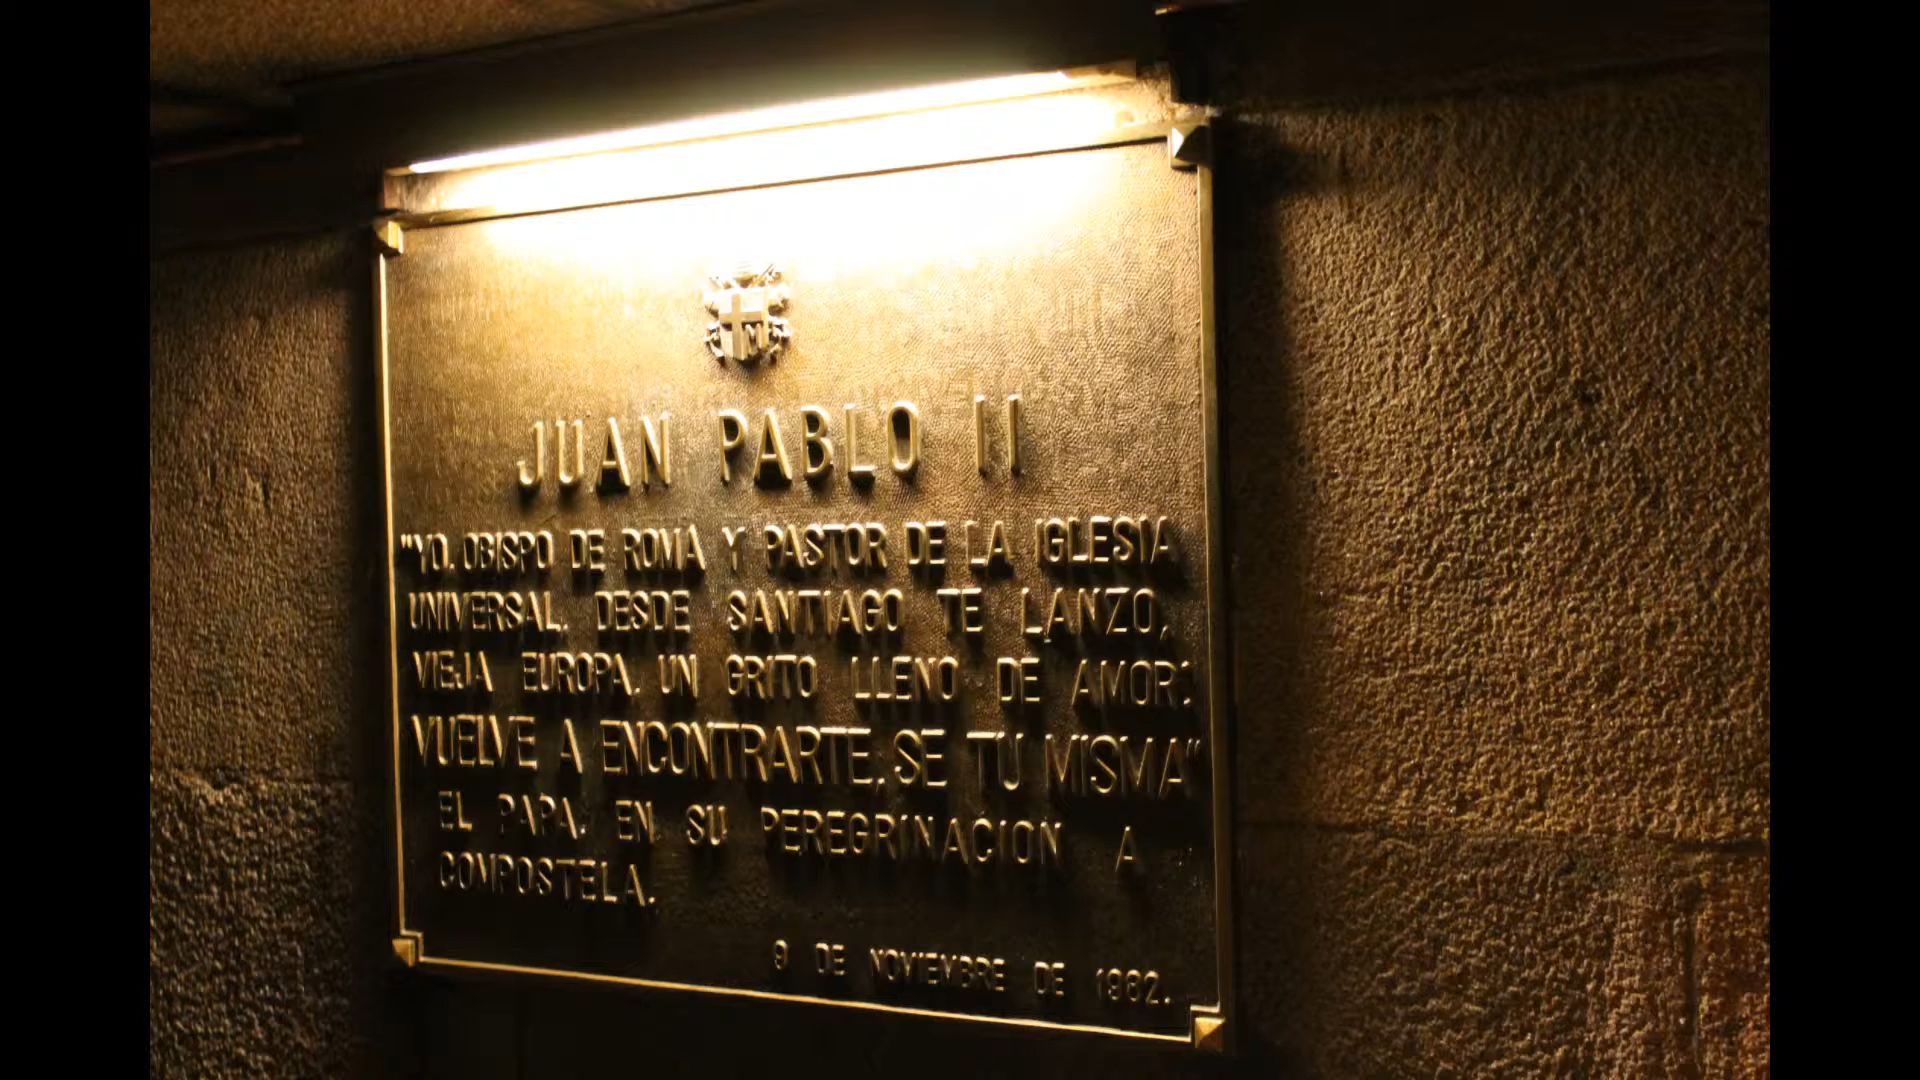 JUAN PABLO II
"YO, OBISPO DE ROMA Y PASTOR DE LA IGLESIA
UNIVERSAL, DESDE SANTIAGO TE LANZO,
VIEJA EUROPA, UN GRITO LLENO DE AMOR:
VUELVE A ENCONTRARTE, SE TU MISMA"
EL PAPA, EN SU PEREGRINACION A
COMPOSTELA.
9 DE NOVIEMBRE DE 1982.